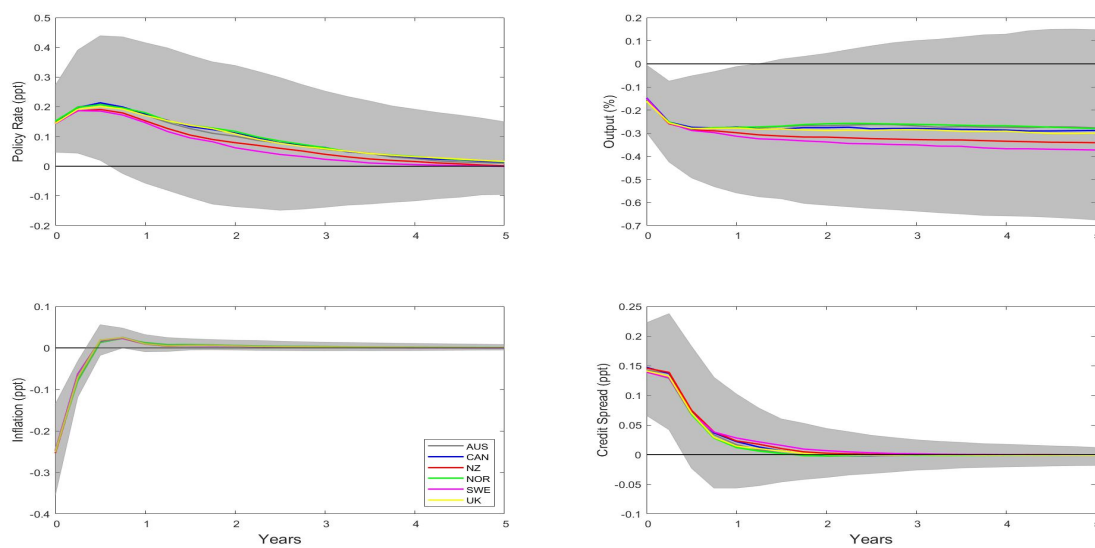 0.5
0.4
0.3
0.2
0.1
0
-0.1
-0.2
Policy Rate (ppt)
0 1 2 3 4 5
0.2
0.1
0
-0.1
-0.2
-0.3
-0.4
-0.5
-0.6
-0.7
Output (%)
0 1 2 3 4 5
0.1
0
-0.1
-0.2
-0.3
-0.4
Inflation (ppt)
AUS
CAN
NZ
NOR
SWE
UK
0 1 2 3 4 5
Years
0.25
0.2
0.15
0.1
0.05
0
-0.05
-0.1
Credit Spread (ppt)
0 1 2 3 4 5
Years